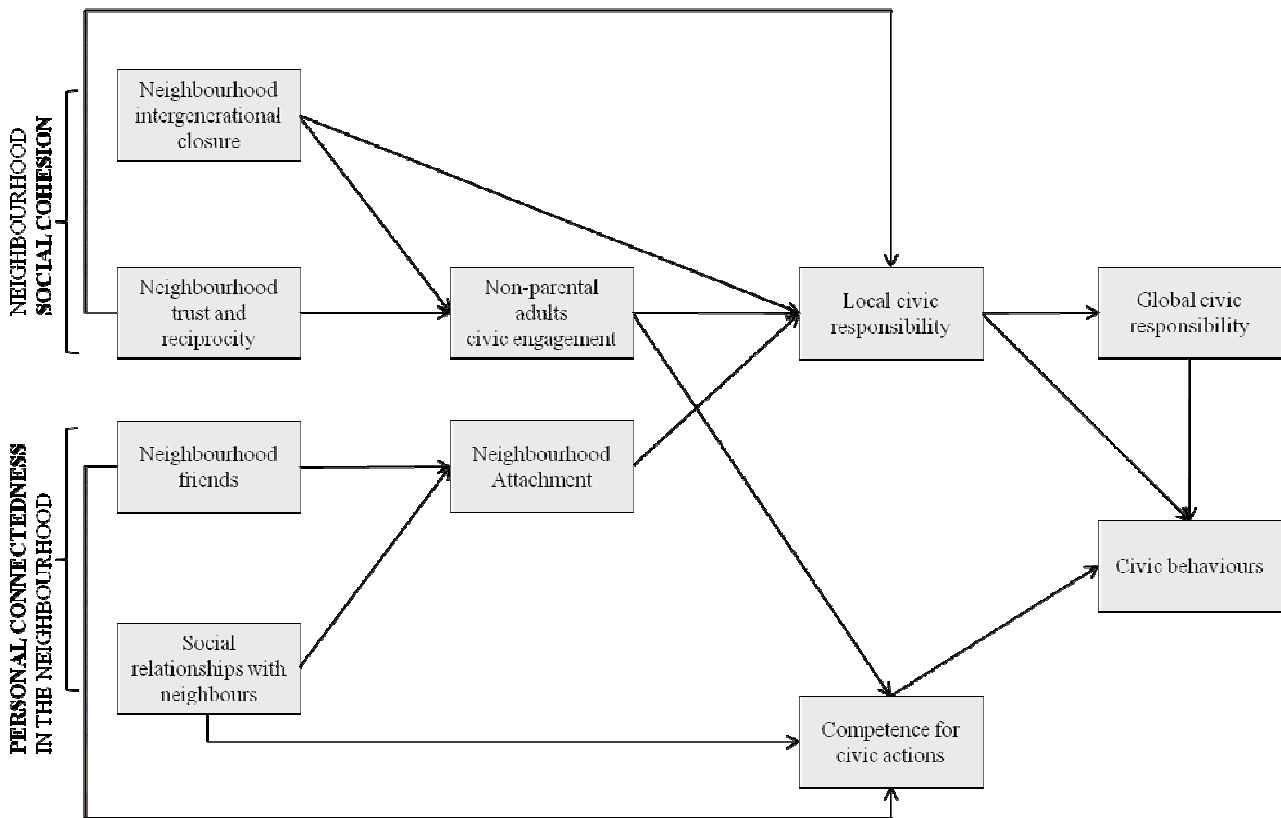 NEIGHBOURHOOD
SOCIAL COHESION
Neighbourhood
intergenerational
closure
Neighbourhood
trust and
reciprocity
Non-parental
adults
civic engagement
Local civic
responsibility
Global civic
responsibility
PERSONAL CONNECTEDNESS
IN THE NEIGHBOURHOOD
Neighbourhood
friends
Neighbourhood
Attachment
Civic behaviours
Social
relationships with
neighbours
Competence for
civic actions